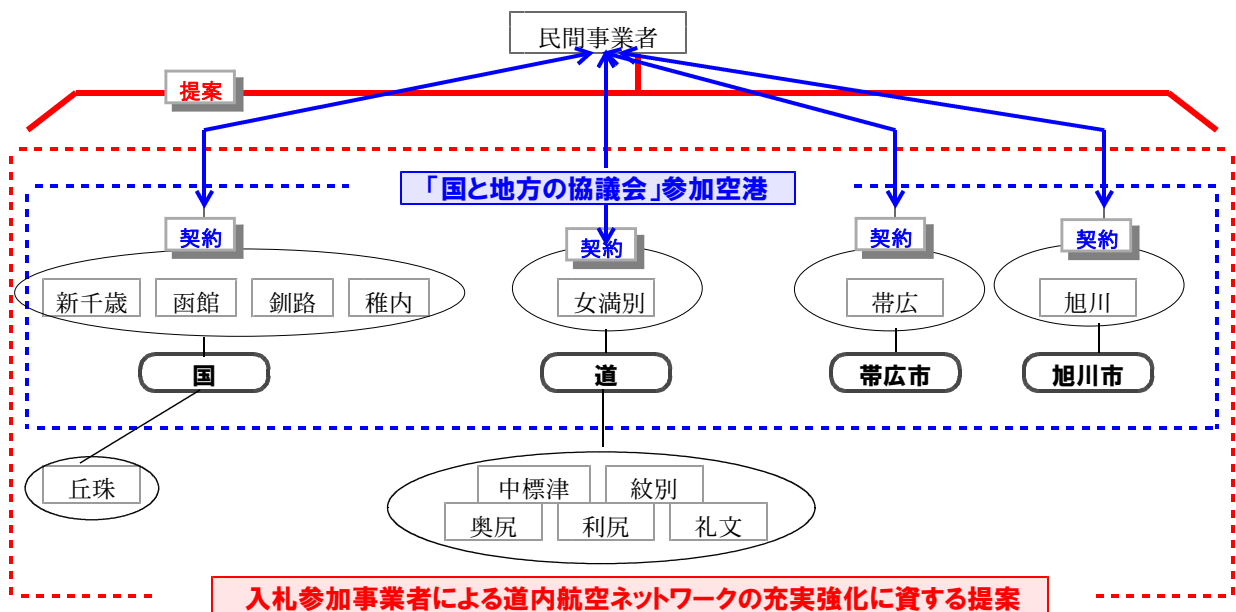 民間事業者
提案
「国と地方の協議会」参加空港
契約
契約
契約
契約
新千歳 函館 釧路 稚内
女満別
帯広
旭川
国
道
帯広市
旭川市
丘珠
中標津 紋別
奥尻 利尻 礼文
入札参加事業者による道内航空ネットワークの充実強化に資する提案